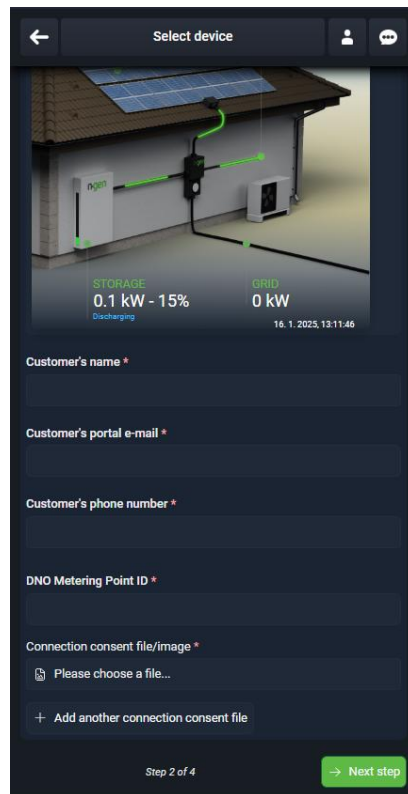 Select device
n·gen
STORAGE
0.1 kW - 15%
Discharging
GRID
0 kW
16. 1. 2025, 13:11:46
Customer's name *
Customer's portal e-mail *
Customer's phone number *
DNO Metering Point ID *
Connection consent file/image *
Please choose a file...
+ Add another connection consent file
Step 2 of 4
→ Next step